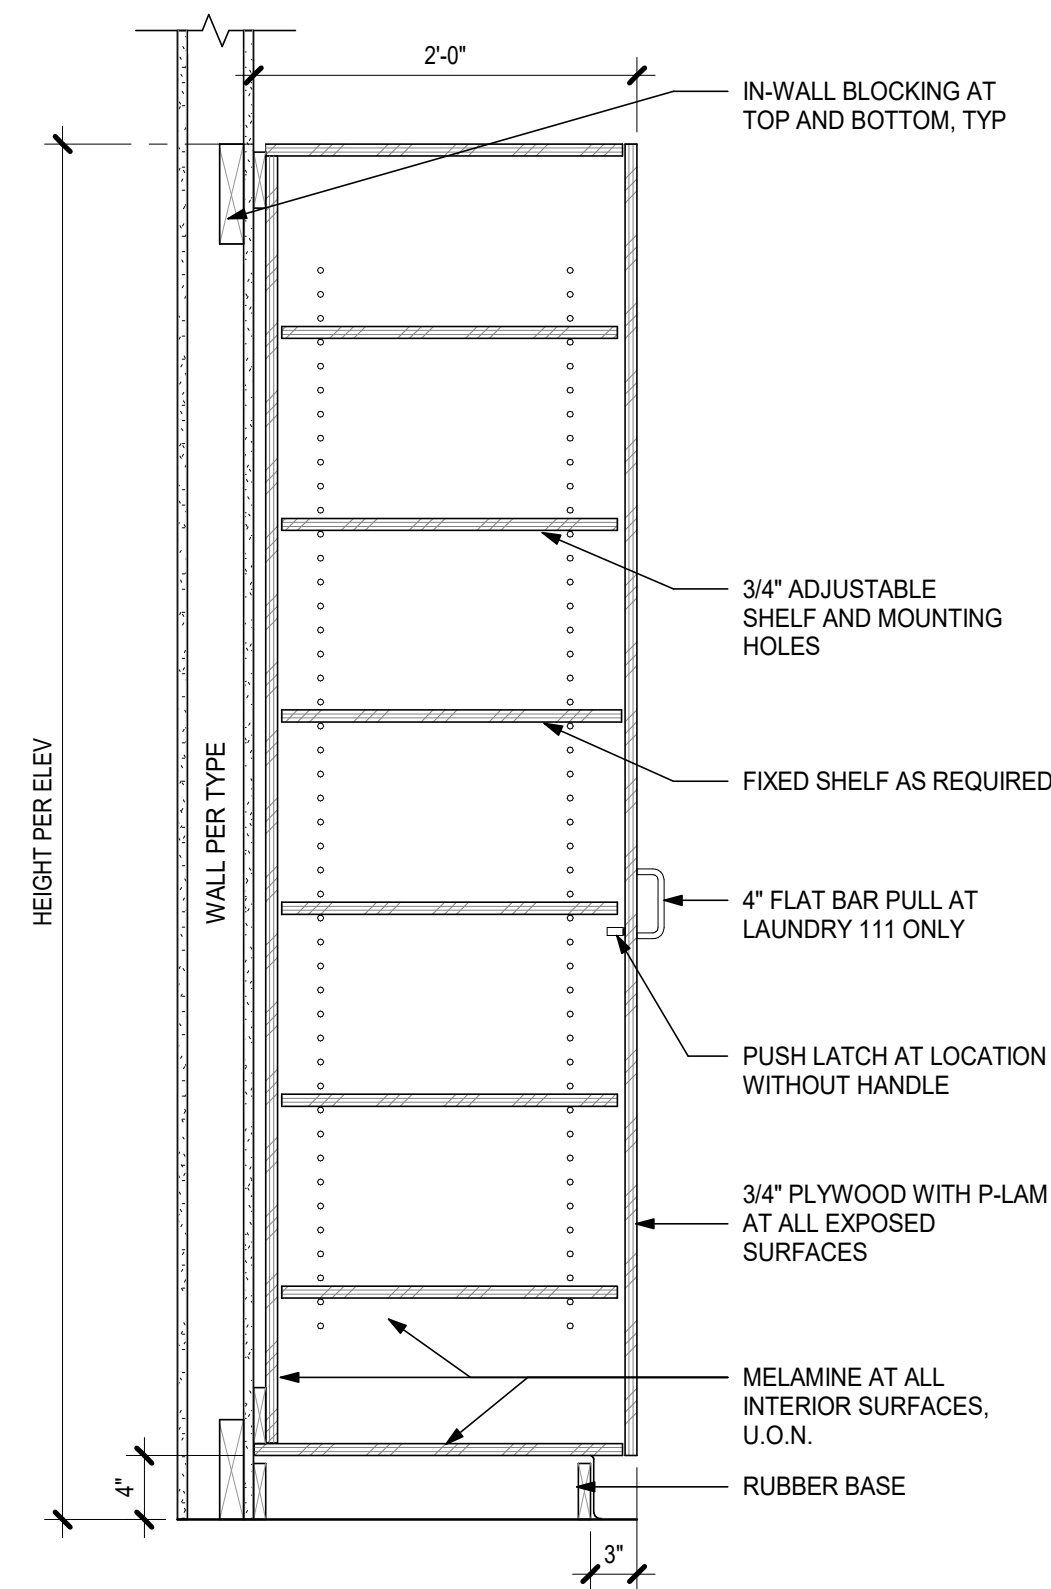 2'-0"
IN-WALL BLOCKING AT
TOP AND BOTTOM, TYP
3/4" ADJUSTABLE
SHELF AND MOUNTING
HOLES
HEIGHT PER ELEV
WALL PER TYPE
FIXED SHELF AS REQUIRED
4" FLAT BAR PULL AT
LAUNDRY 111 ONLY
PUSH LATCH AT LOCATION
WITHOUT HANDLE
3/4" PLYWOOD WITH P-LAM
AT ALL EXPOSED
SURFACES
MELAMINE AT ALL
INTERIOR SURFACES,
U.O.N.
4"
RUBBER BASE
3"